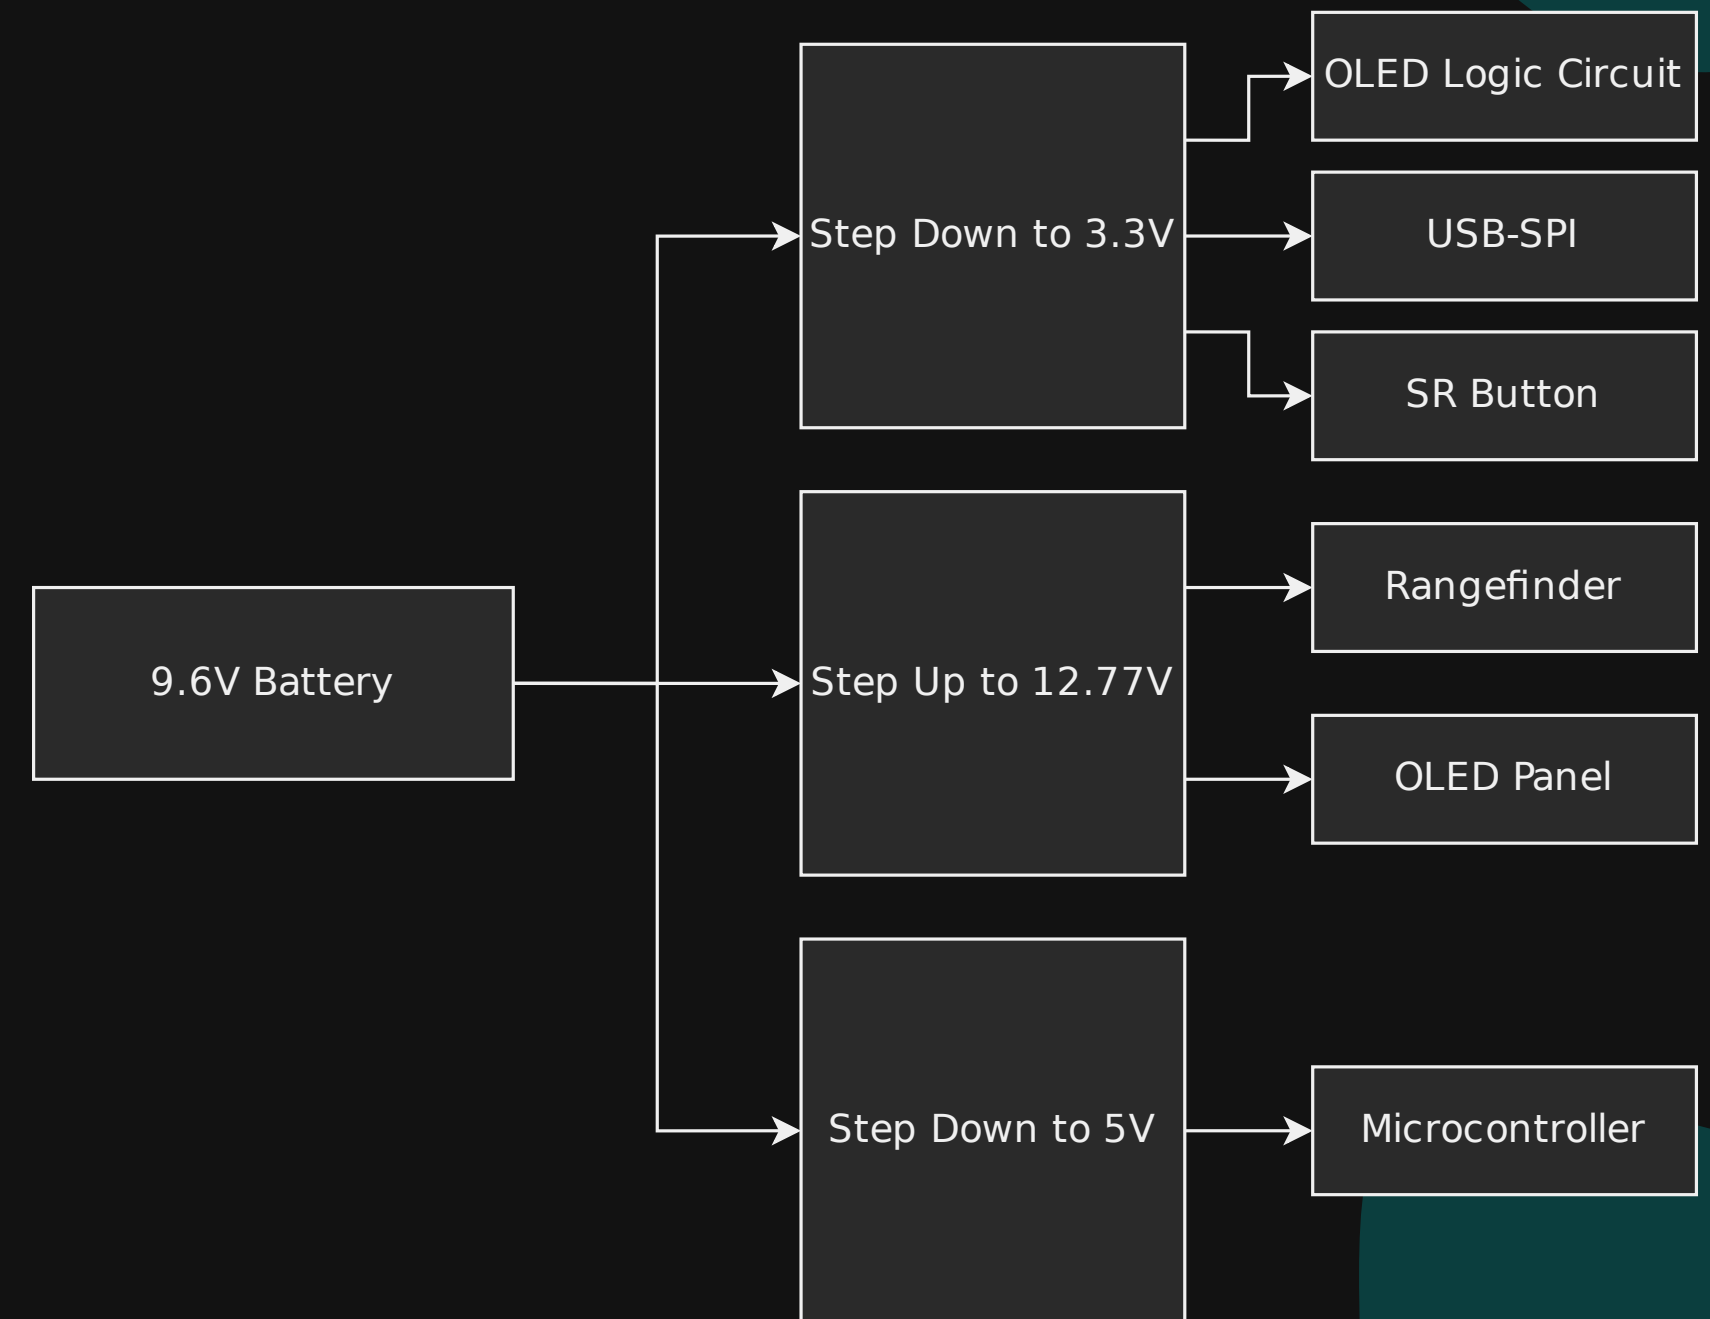 OLED Logic Circuit
Step Down to 3.3V
USB-SPI
SR Button
Rangefinder
9.6V Battery
Step Up to 12.77V
OLED Panel
Step Down to 5V
Microcontroller